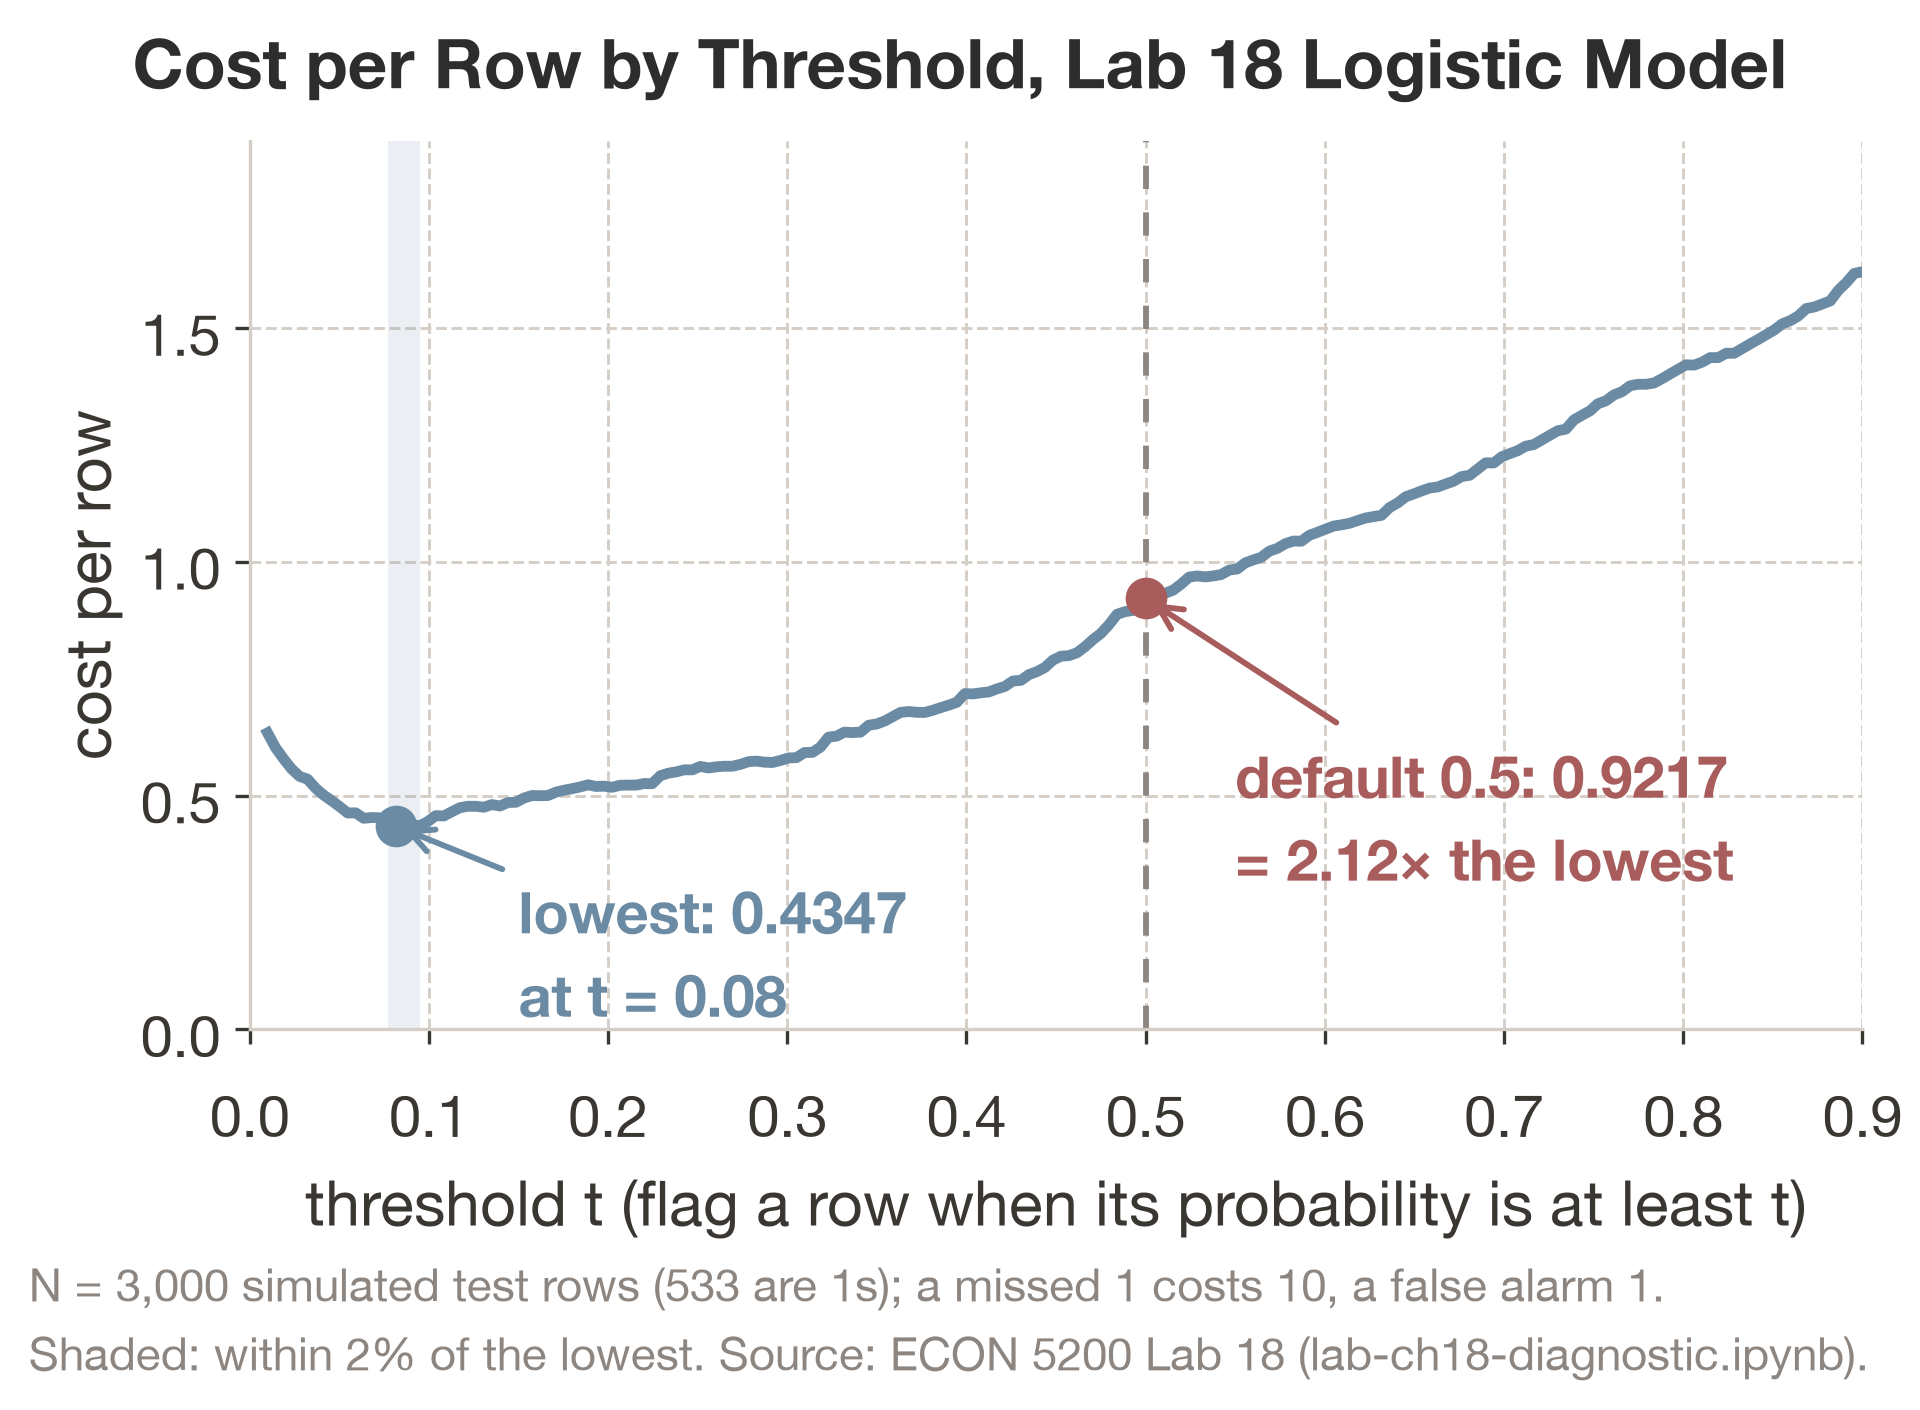 Cost per Row by Threshold, Lab 18 Logistic Model
cost per row
1.5
1.0
0.5
0.0
default 0.5: 0.9217
= 2.12× the lowest
lowest: 0.4347
at t = 0.08
0.0 0.1 0.2 0.3 0.4 0.5 0.6 0.7 0.8 0.9
threshold t (flag a row when its probability is at least t)
N = 3,000 simulated test rows (533 are 1s); a missed 1 costs 10, a false alarm 1.
Shaded: within 2% of the lowest. Source: ECON 5200 Lab 18 (lab-ch18-diagnostic.ipynb).